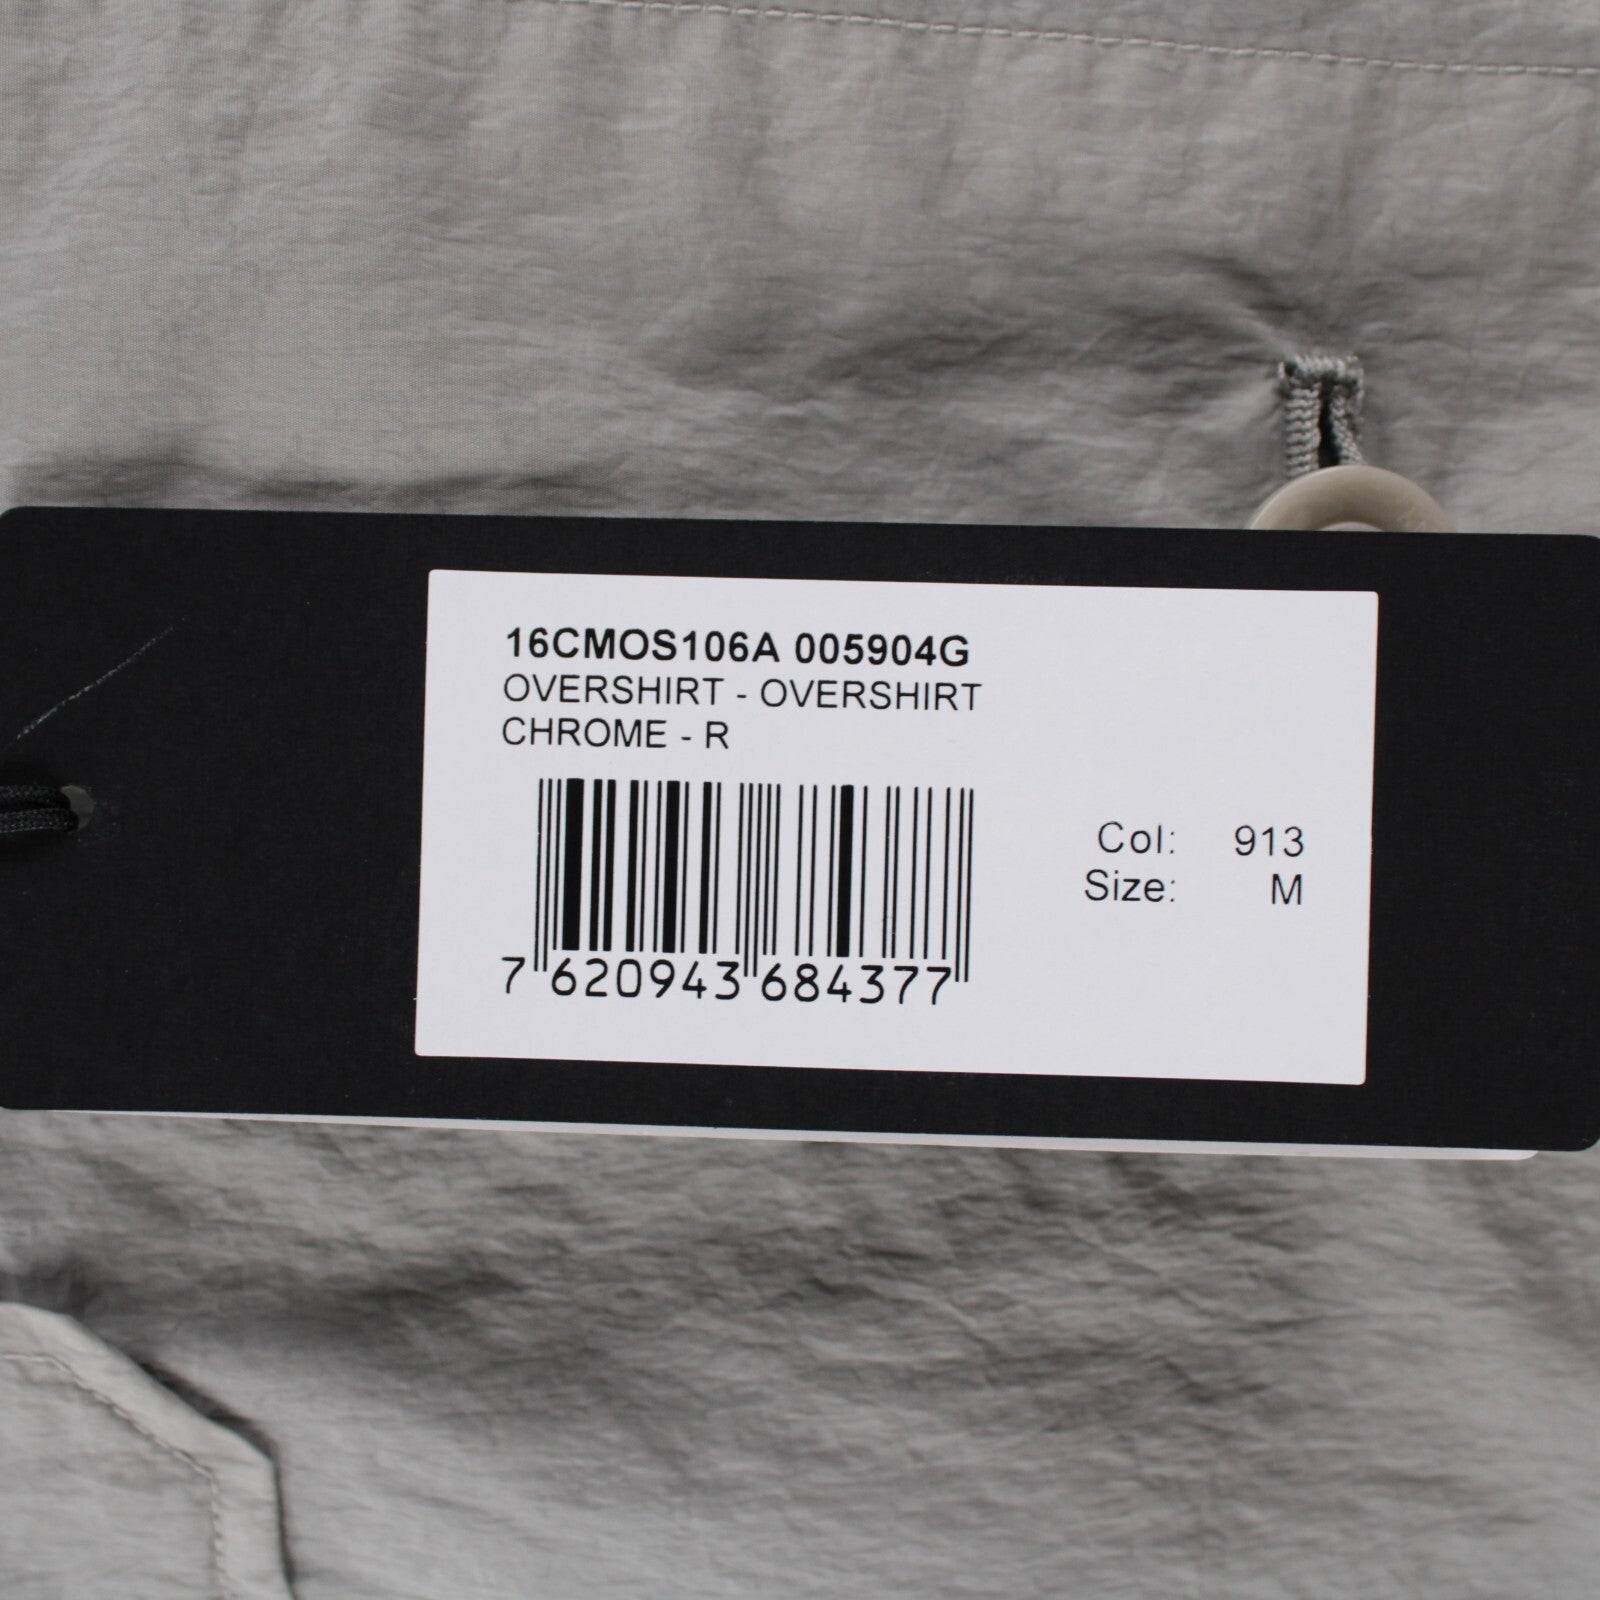 16CMOS106A 005904G
OVERSHIRT - OVERSHIRT
CHROME - R
Col: 913
Size: M
7 620943 684377